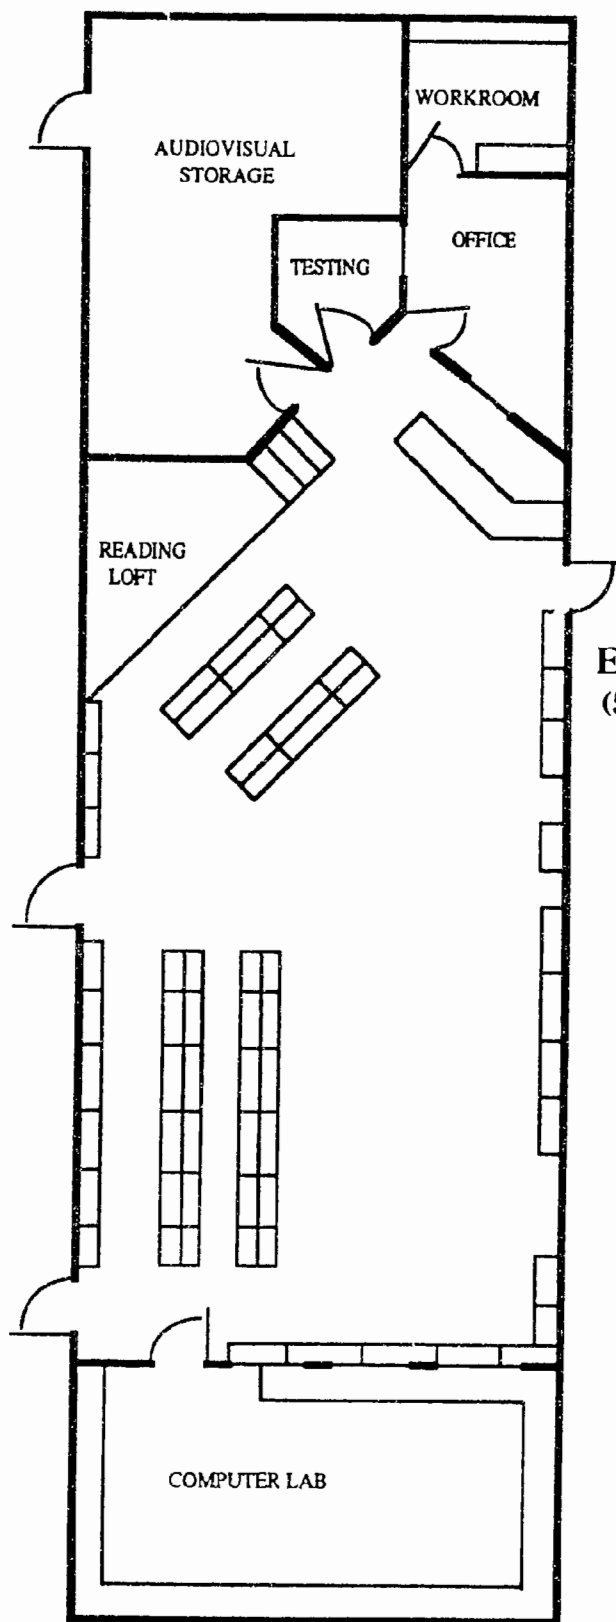 WORKROOM
AUDIOVISUAL
STORAGE
OFFICE
TESTING
READING
LOFT
COMPUTER LAB